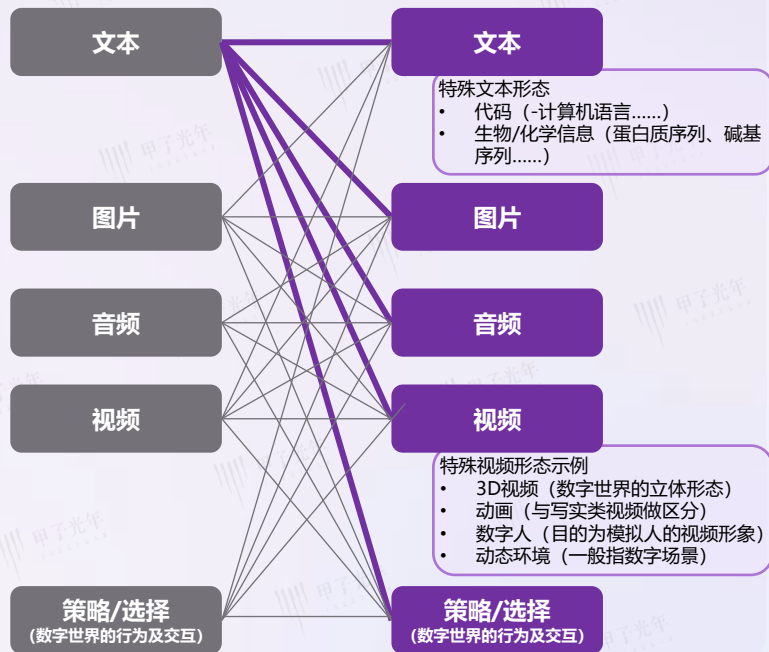 文本
文本
特殊文本形态
• 代码（-计算机语言……）
• 生物/化学信息（蛋白质序列、碱基
序列……）
图片
图片
音频
音频
视频
视频
特殊视频形态示例
• 3D视频（数字世界的立体形态）
• 动画（与写实类视频做区分）
• 数字人（目的为模拟人的视频形象）
• 动态环境（一般指数字场景）
策略/选择
(数字世界的行为及交互)
策略/选择
(数字世界的行为及交互)
甲子光年